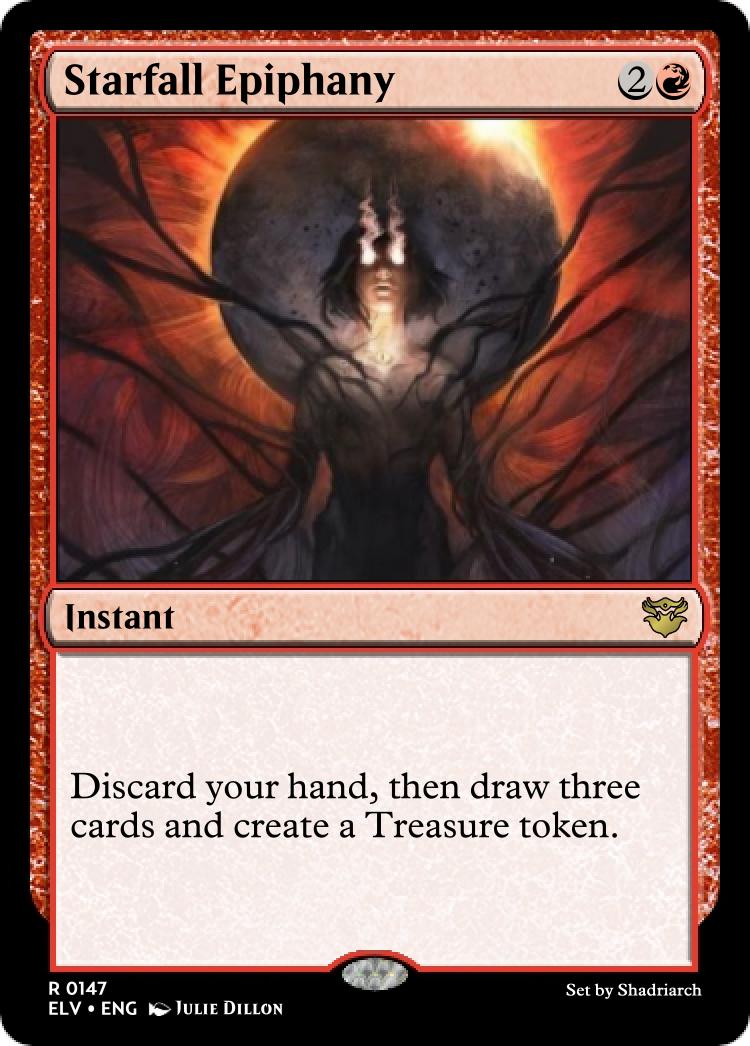 Starfall Epiphany 2
Instant
Discard your hand, then draw three
cards and create a Treasure token.
R 0147
Set by Shadriarch
ELV • ENG JULIE DILLON